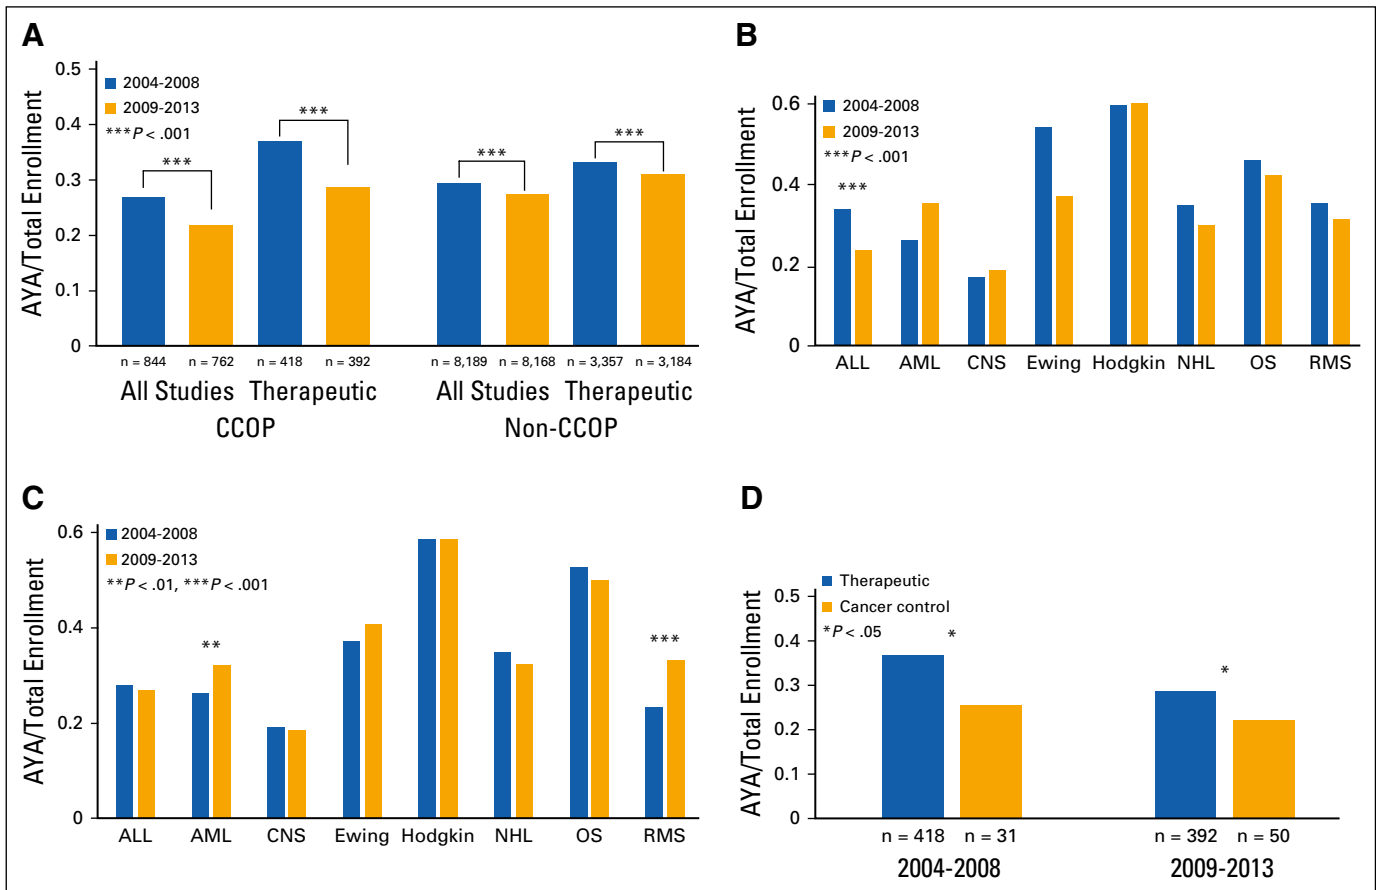 A
AYA/Total Enrollment
0.5
0.4
0.3
0.2
0.1
0
2004-2008
2009-2013
***P < .001
***
***
***
***
n = 844 n = 762 n = 418 n = 392 n = 8,189 n = 8,168 n = 3,357 n = 3,184
All Studies Therapeutic All Studies Therapeutic
CCOP Non-CCOP
B
AYA/Total Enrollment
0.6
0.4
0.2
0
2004-2008
2009-2013
***P < .001
***
ALL AML CNS Ewing Hodgkin NHL OS RMS
C
AYA/Total Enrollment
0.6
0.4
0.2
0
2004-2008
2009-2013
**P < .01, ***P < .001
**
***
ALL AML CNS Ewing Hodgkin NHL OS RMS
D
AYA/Total Enrollment
0.5
0.4
0.3
0.2
0.1
0
Therapeutic
Cancer control
*P < .05
*
*
n = 418 n = 31 n = 392 n = 50
2004-2008 2009-2013